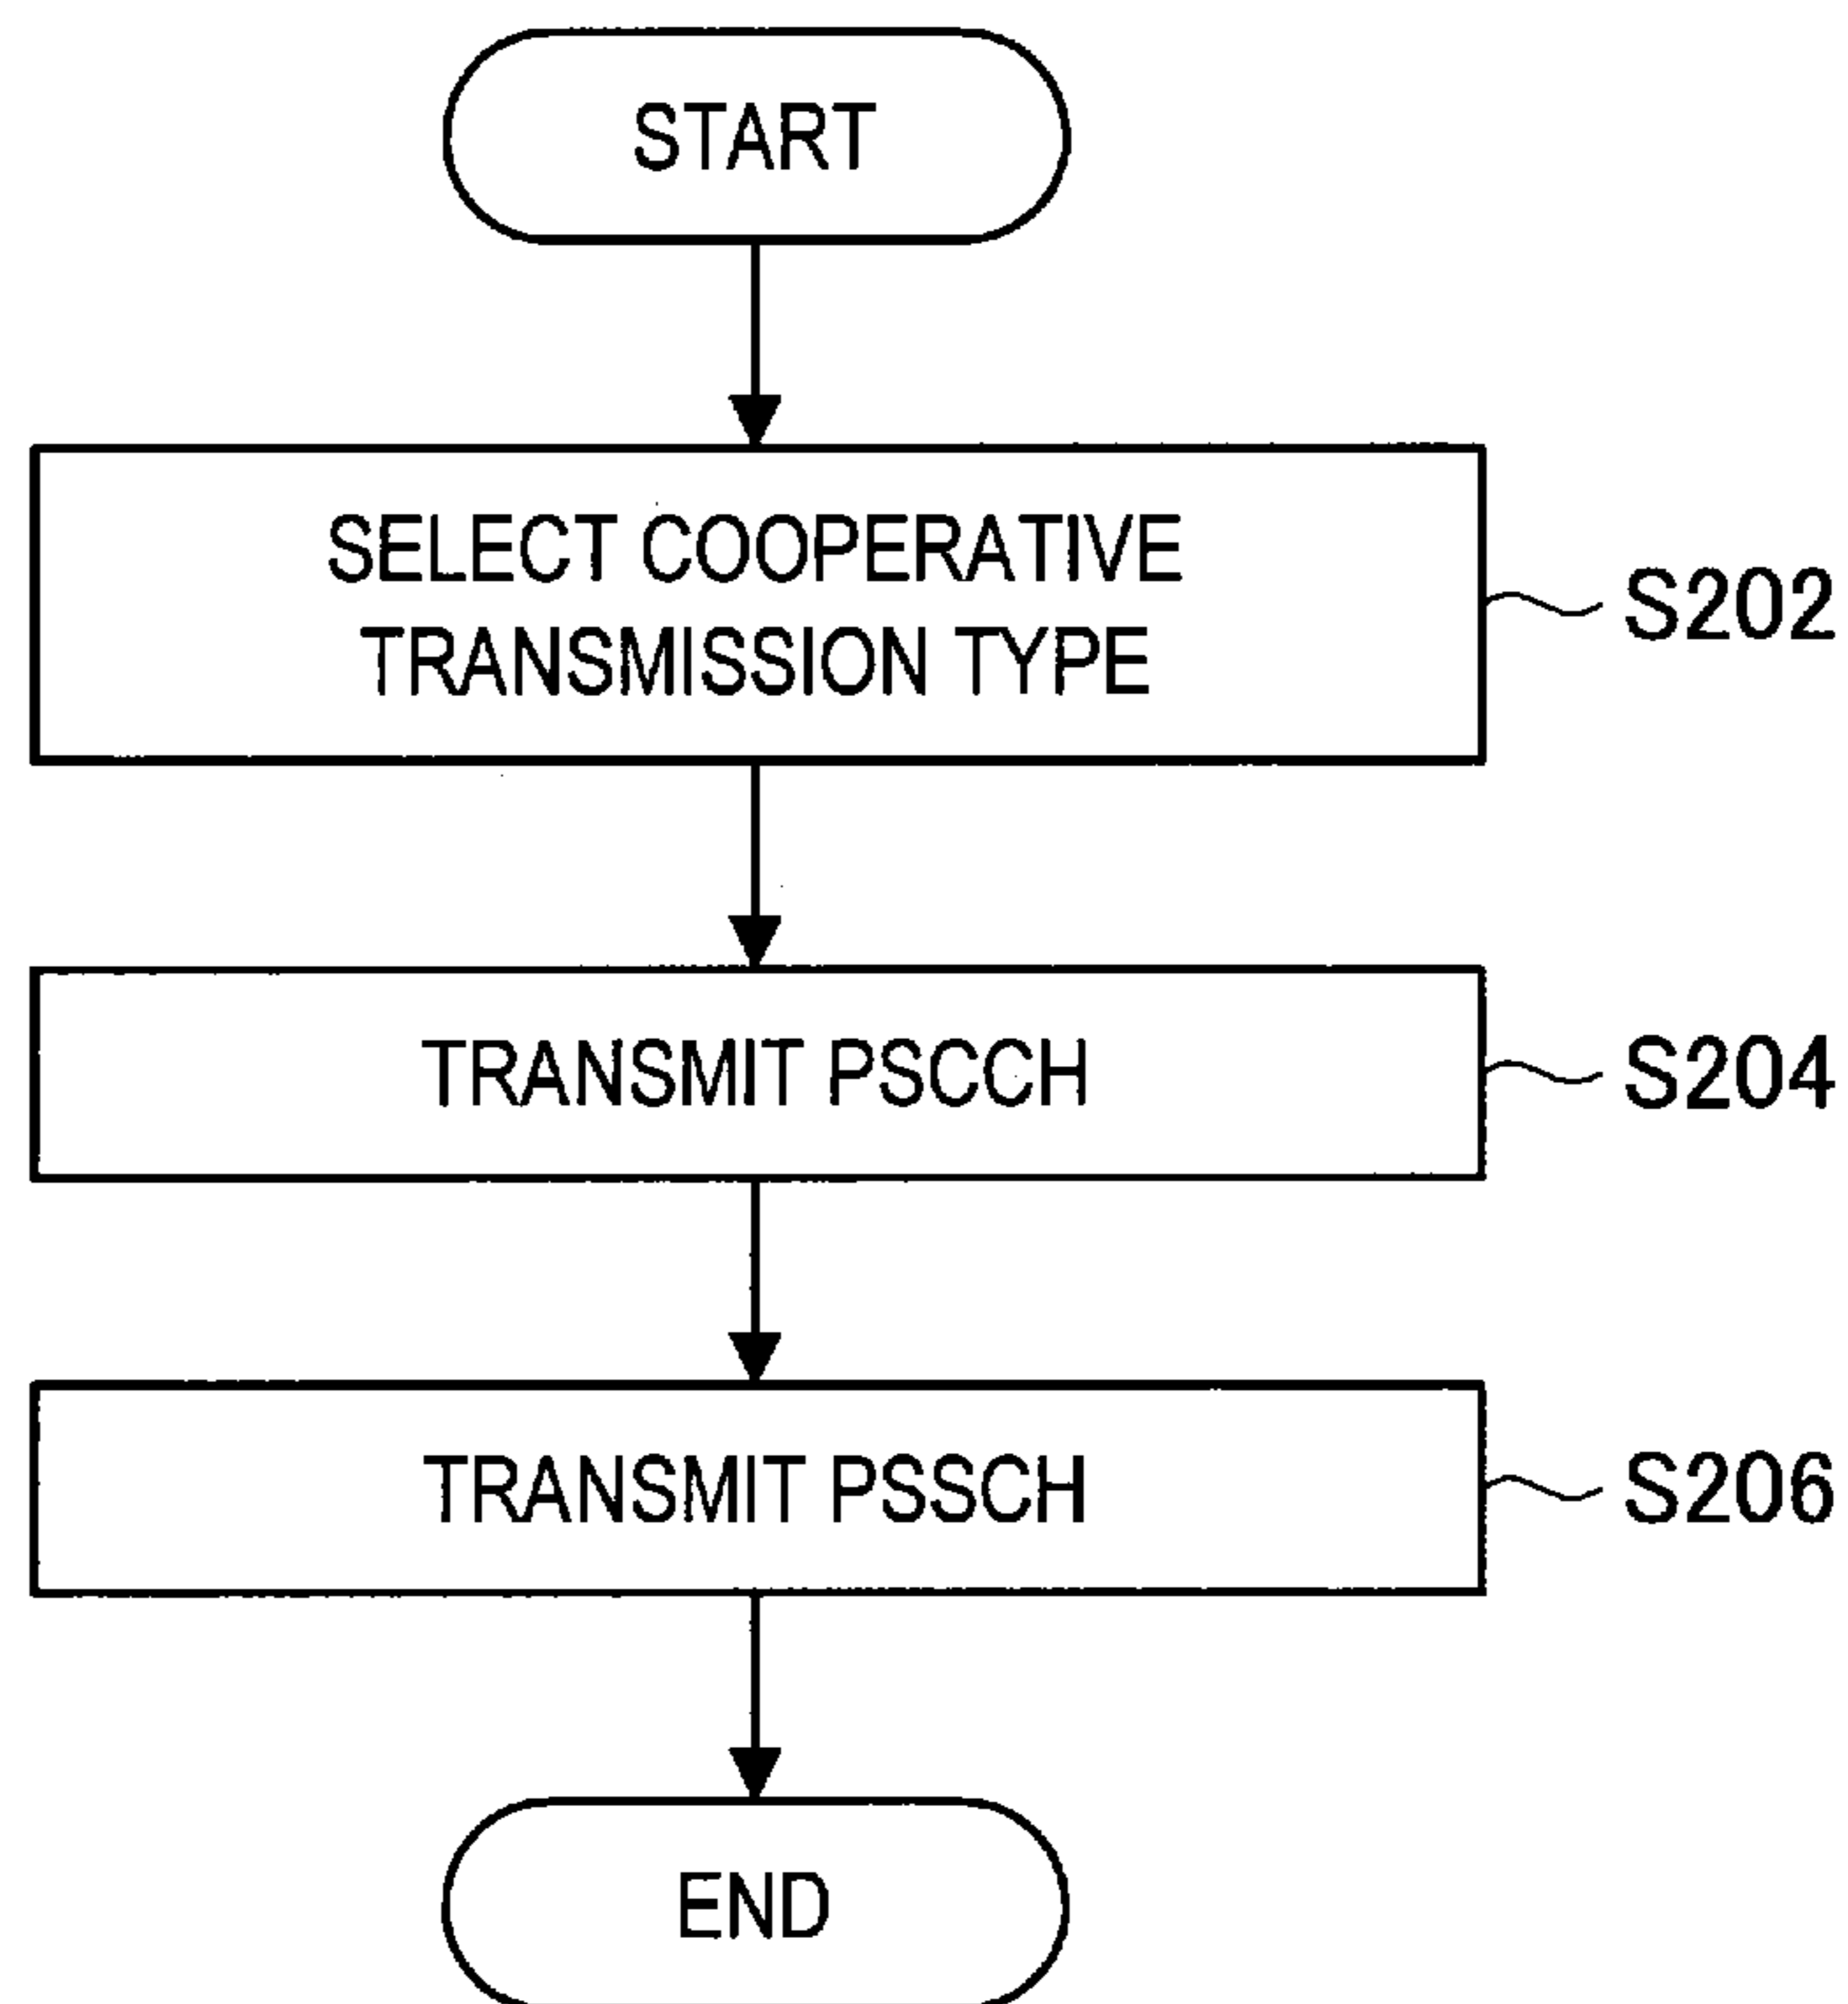 START
SELECT COOPERATIVE
TRANSMISSION TYPE
S202
TRANSMIT PSCCH
S204
TRANSMIT PSSCH
S206
END